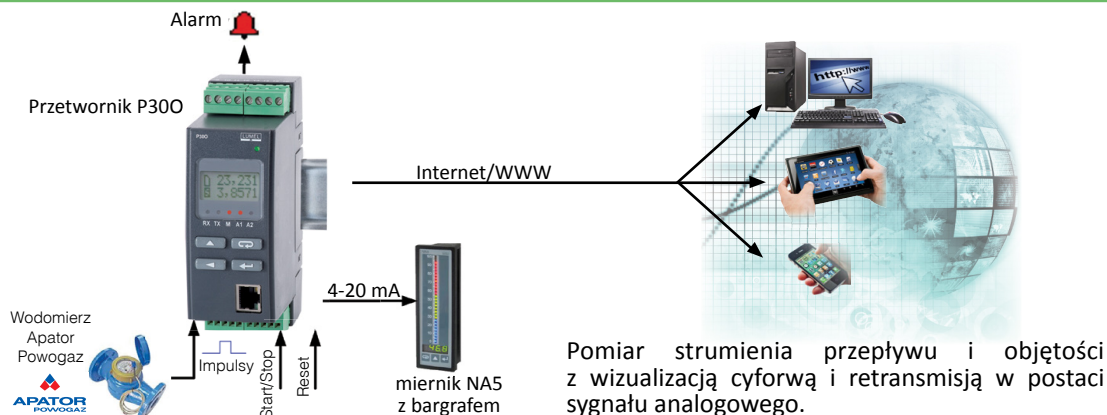 Alarm
Przetwornik P30O
P30O
LUMEL
23,231
3,8571
RX TX M A1 A2
Internet/WWW
http://www
4-20 mA
Wodomierz
Apator
Powogaz
APATOR
POWOGAZ
Impulsy
Start/Stop
Reset
miernik NA5
z bargrafem
Pomiar strumienia przepływu i objętości
z wizualizacją cyforwą i retransmisją w postaci
sygnału analogowego.